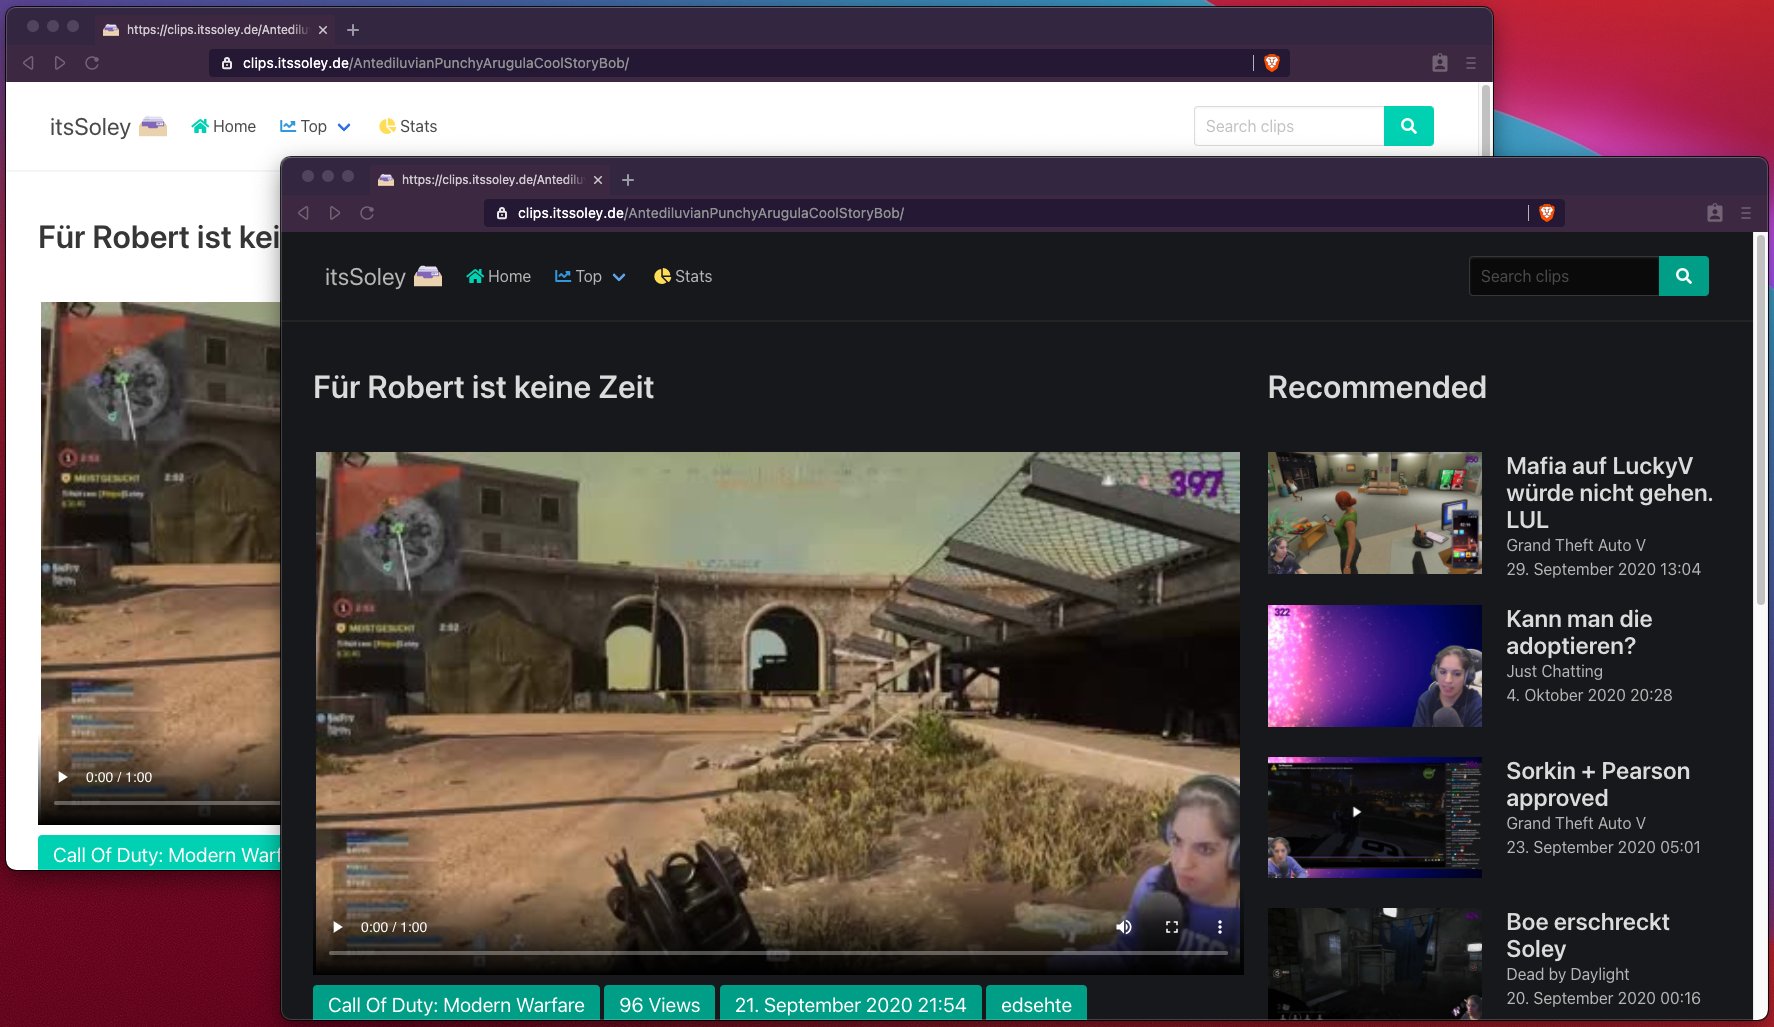 https://clips.itssoley.de/Antedilu
clips.itssoley.de/AntediluvianPunchyArugulaCoolStoryBob/
itsSoley Home Top Stats Search clips
Für Robert ist kei
MEISTGESUCHT 2:52
0:00 / 1:00
Call Of Duty: Modern Warf
https://clips.itssoley.de/Antedilu
clips.itssoley.de/AntediluvianPunchyArugulaCoolStoryBob/
itsSoley Home Top Stats Search clips
Für Robert ist keine Zeit
397
MEISTGESUCHT 2:52
0:00 / 1:00
Call Of Duty: Modern Warfare 96 Views 21. September 2020 21:54 edsehte
Recommended
Mafia auf LuckyV
würde nicht gehen.
LUL
Grand Theft Auto V
29. September 2020 13:04
322
Kann man die
adoptieren?
Just Chatting
4. Oktober 2020 20:28
Sorkin + Pearson
approved
Grand Theft Auto V
23. September 2020 05:01
Boe erschreckt
Soley
Dead by Daylight
20. September 2020 00:16